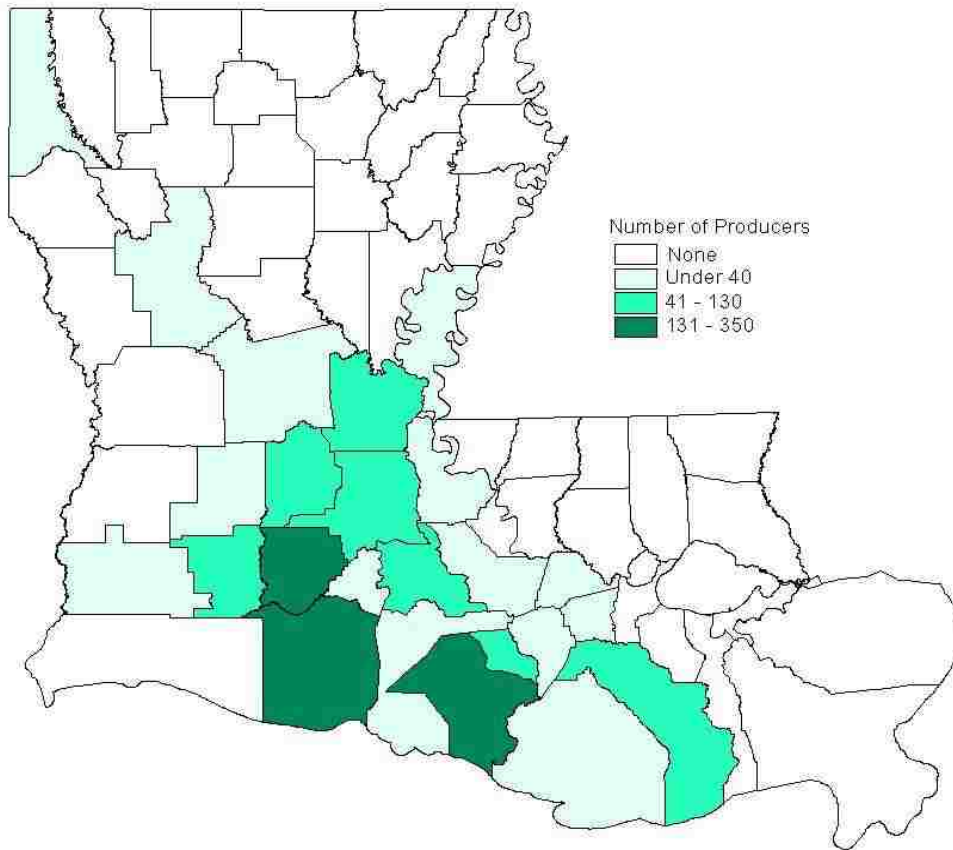 Number of Producers
None
Under 40
41 - 130
131 - 350